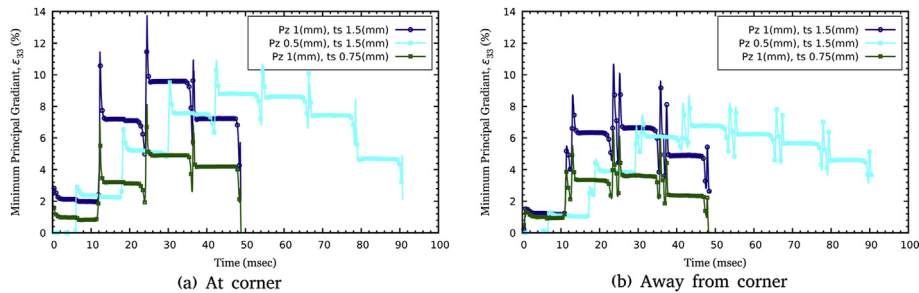 14
12
10
8
6
4
2
0
Minimum Principal Gradiant, ε33 (%)
Pz 1(mm), ts 1.5(mm)
Pz 0.5(mm), ts 1.5(mm)
Pz 1(mm), ts 0.75(mm)
0 10 20 30 40 50 60 70 80 90 100
Time (msec)
(a) At corner
14
12
10
8
6
4
2
0
Minimum Principal Gradiant, ε33 (%)
Pz 1(mm), ts 1.5(mm)
Pz 0.5(mm), ts 1.5(mm)
Pz 1(mm), ts 0.75(mm)
0 10 20 30 40 50 60 70 80 90 100
Time (msec)
(b) Away from corner